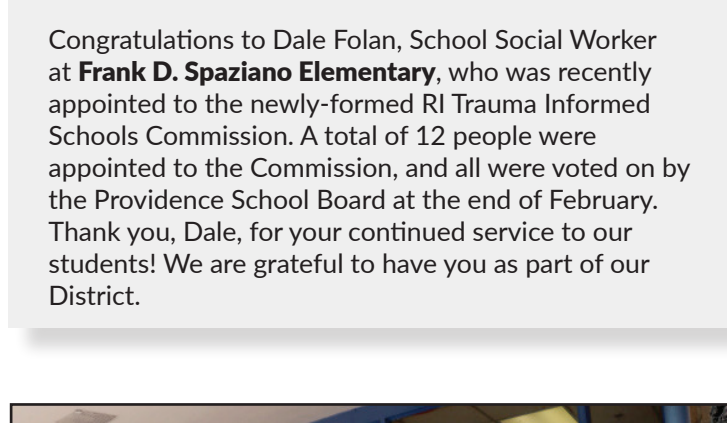 Congratulations to Dale Folan, School Social Worker
at Frank D. Spaziano Elementary, who was recently
appointed to the newly-formed RI Trauma Informed
Schools Commission. A total of 12 people were
appointed to the Commission, and all were voted on by
the Providence School Board at the end of February.
Thank you, Dale, for your continued service to our
students! We are grateful to have you as part of our
District.